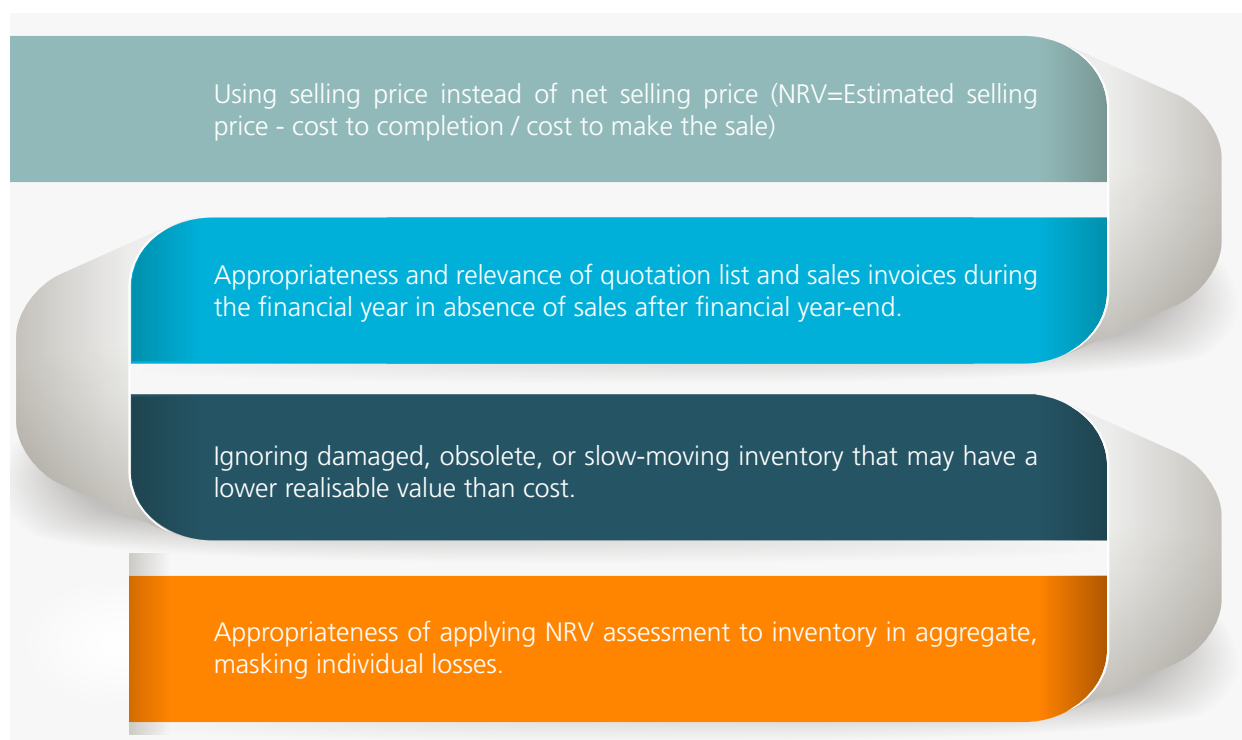 Using selling price instead of net selling price (NRV=Estimated selling
price - cost to completion / cost to make the sale)
Appropriateness and relevance of quotation list and sales invoices during
the financial year in absence of sales after financial year-end.
Ignoring damaged, obsolete, or slow-moving inventory that may have a
lower realisable value than cost.
Appropriateness of applying NRV assessment to inventory in aggregate,
masking individual losses.